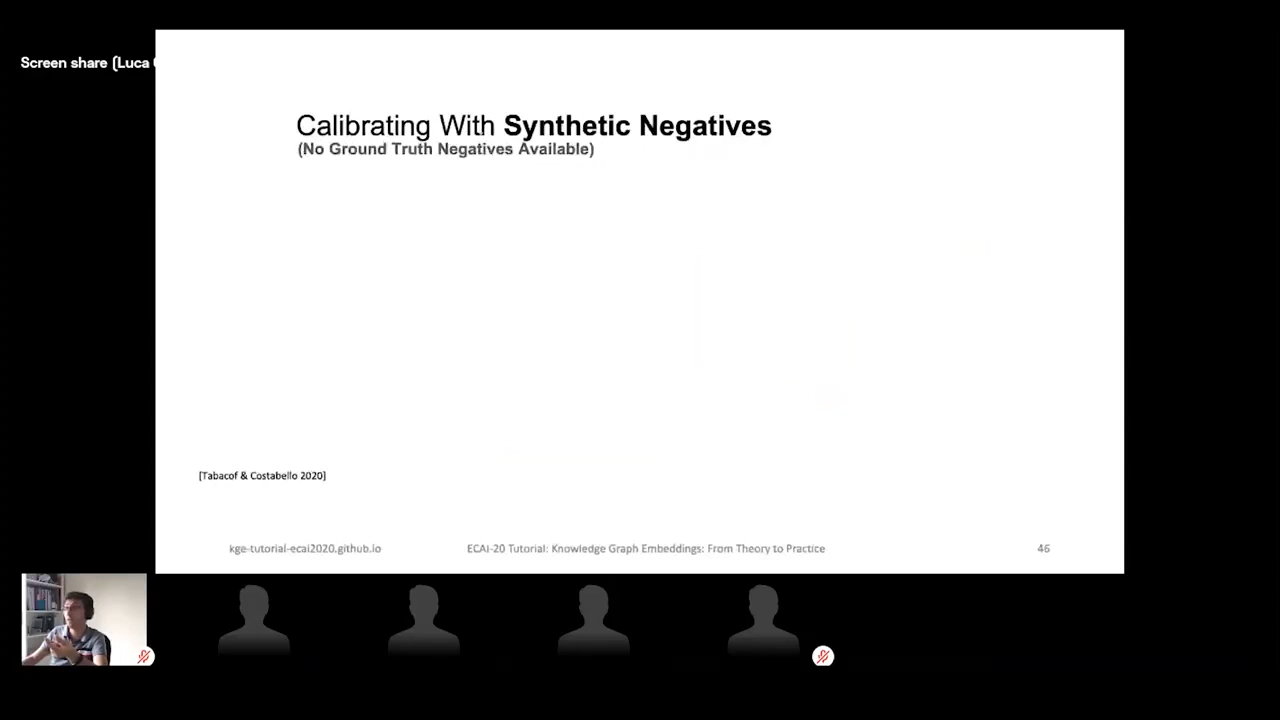 Screen share (Luca
Calibrating With Synthetic Negatives
(No Ground Truth Negatives Available)
[Tabacof & Costabello 2020]
kge-tutorial-ecai2020.github.io
ECAI-20 Tutorial: Knowledge Graph Embeddings: From Theory to Practice
46